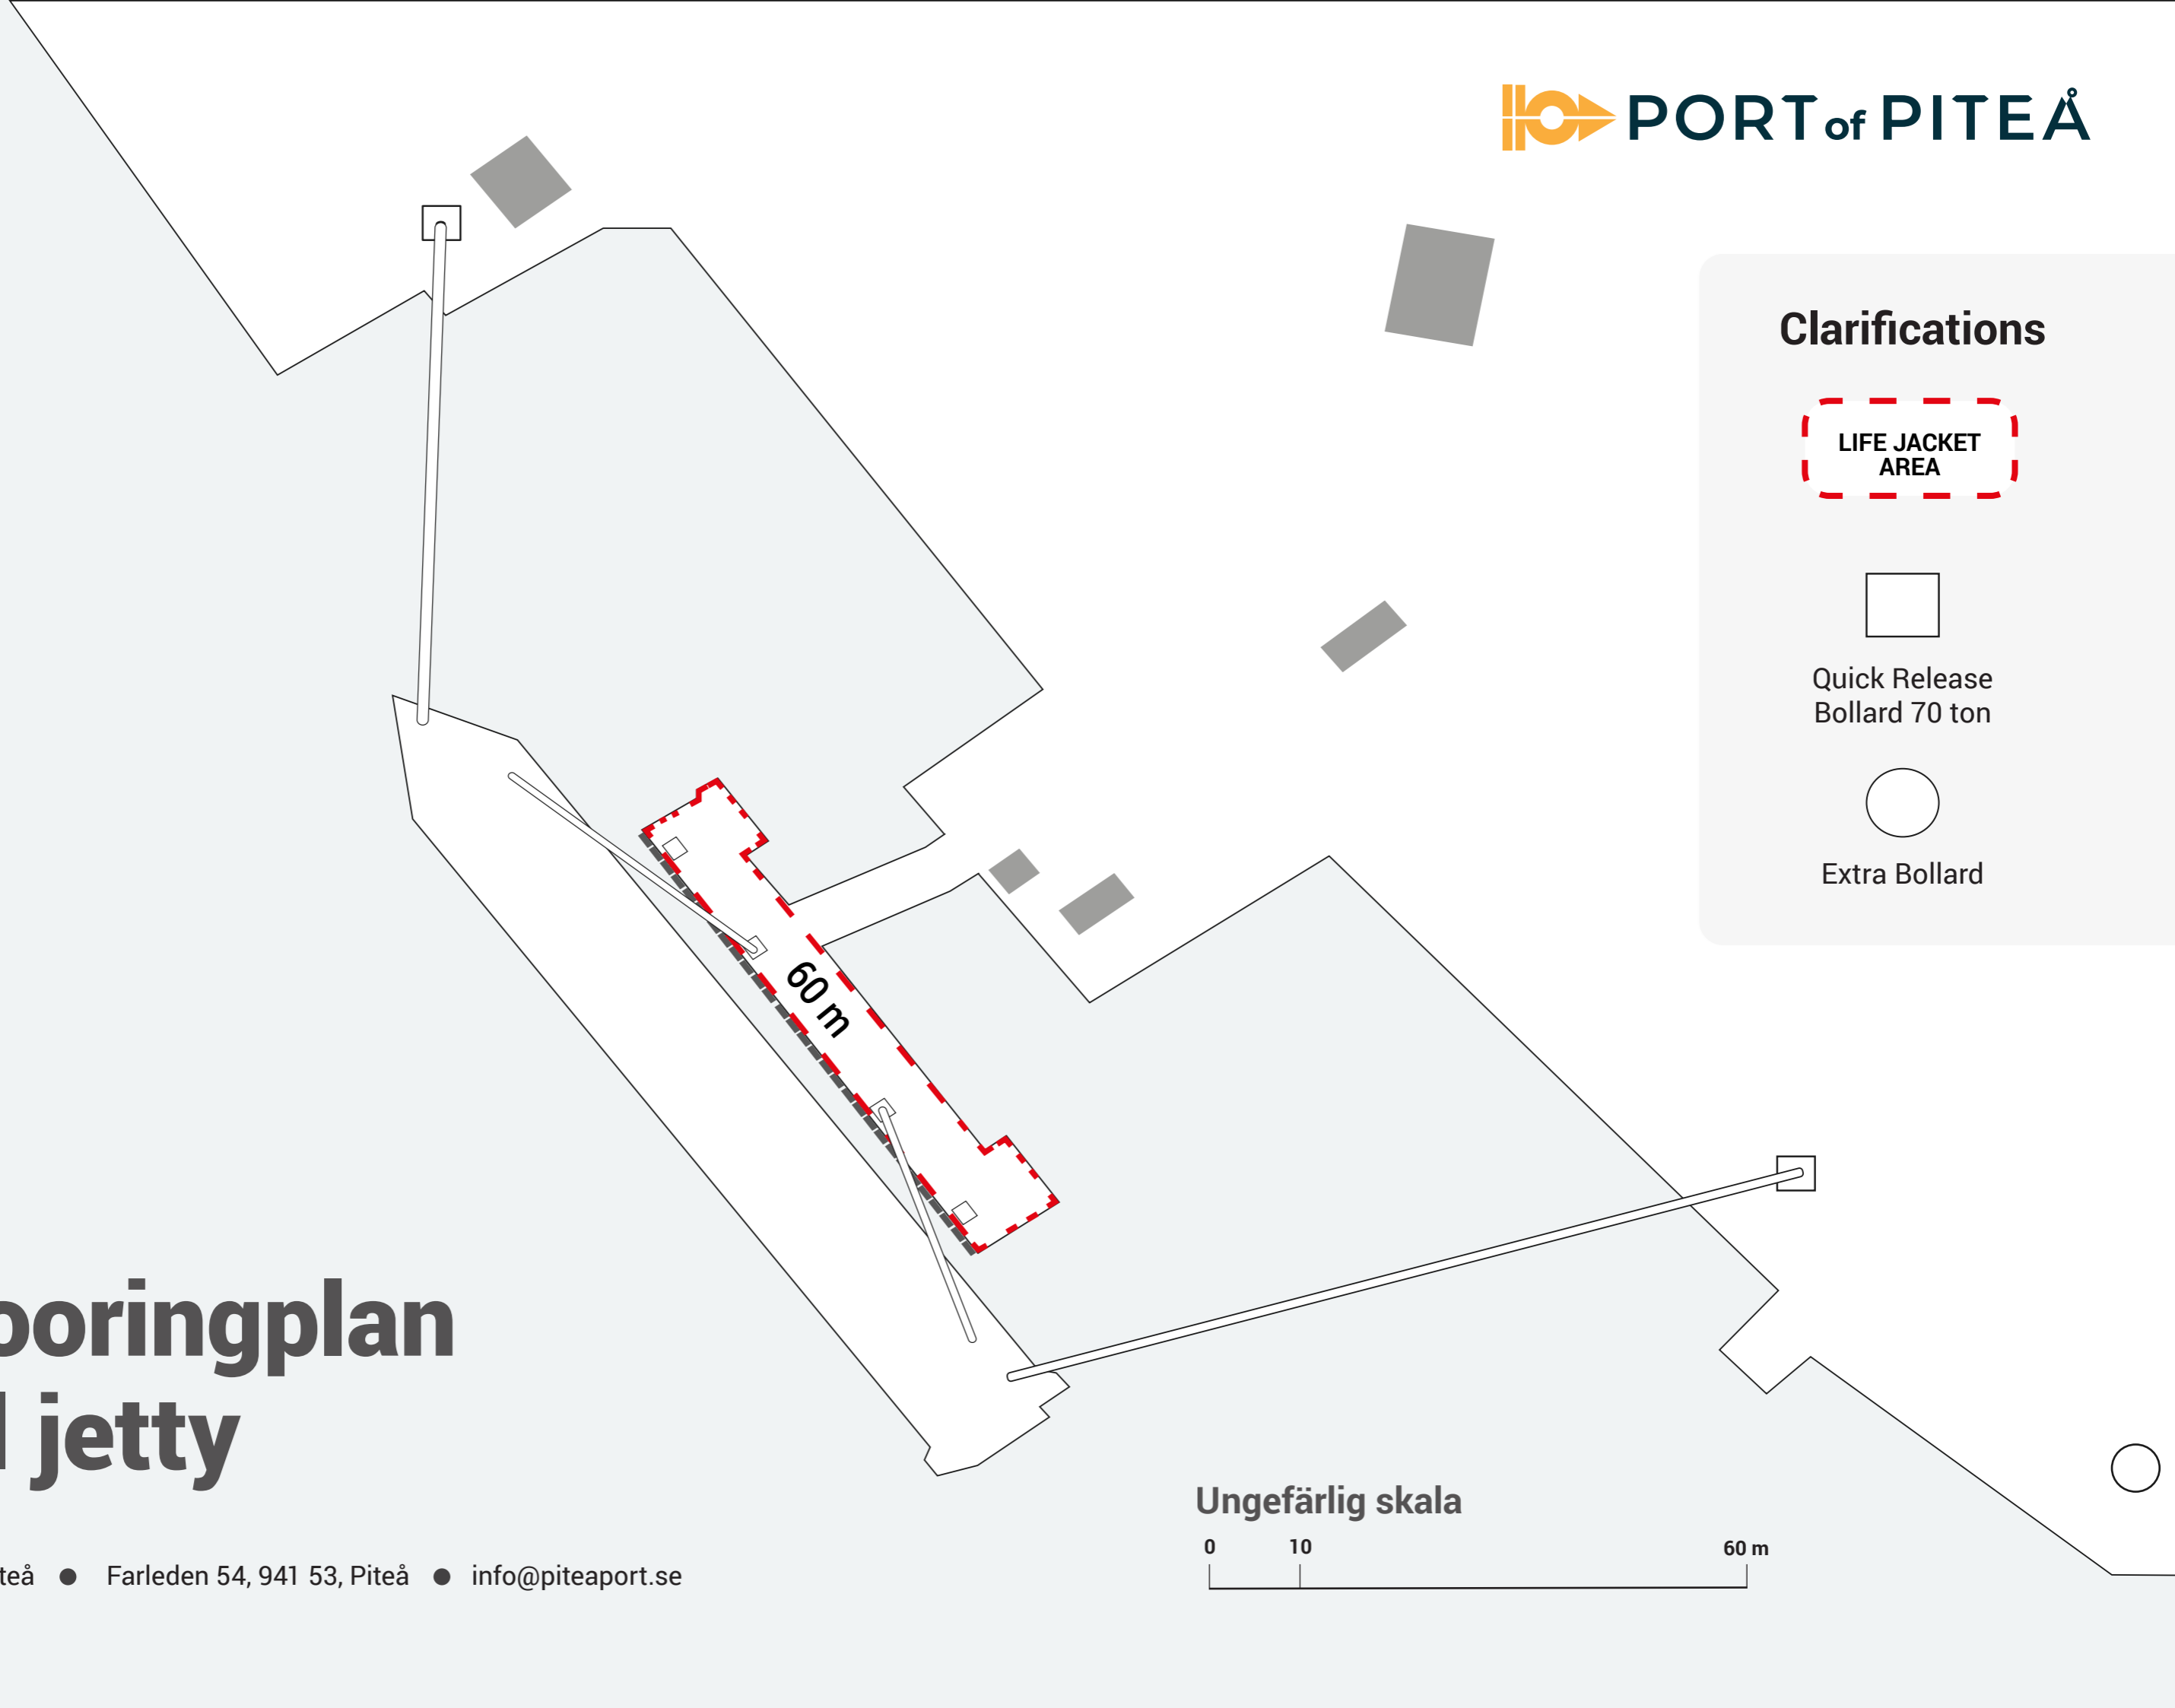 PORT of PITEÅ
Clarifications
LIFE JACKET
AREA
Quick Release
Bollard 70 ton
Extra Bollard
60 m
ooringplan
jetty
Ungefärlig skala
0 10 60 m
teå ● Farleden 54, 941 53, Piteå ● info@piteaport.se